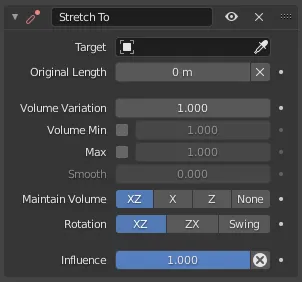 Stretch To
Target
Original Length 0 m
Volume Variation 1.000
Volume Min 1.000
Max 1.000
Smooth 0.000
Maintain Volume XZ X Z None
Rotation XZ ZX Swing
Influence 1.000